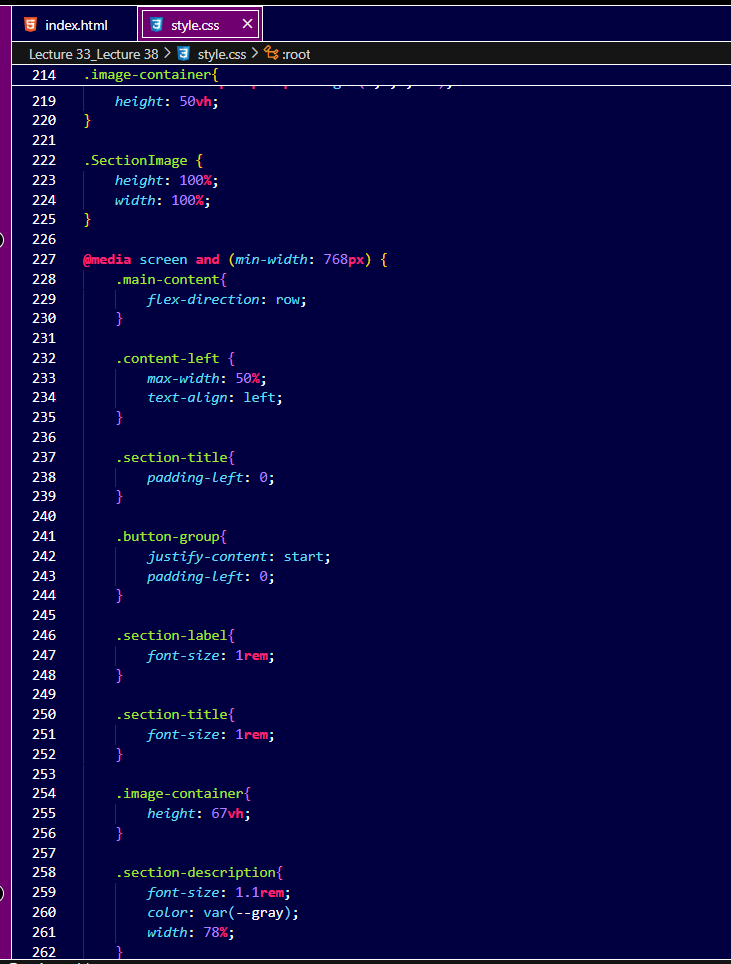 index.html
style.css
Lecture 33_Lecture 38 > style.css > :root
214 .image-container{
219 height: 50vh;
220 }
221
222 .SectionImage {
223 height: 100%;
224 width: 100%;
225 }
226
227 @media screen and (min-width: 768px) {
228 .main-content{
229 flex-direction: row;
230 }
231
232 .content-left {
233 max-width: 50%;
234 text-align: left;
235 }
236
237 .section-title{
238 padding-left: 0;
239 }
240
241 .button-group{
242 justify-content: start;
243 padding-left: 0;
244 }
245
246 .section-label{
247 font-size: 1rem;
248 }
249
250 .section-title{
251 font-size: 1rem;
252 }
253
254 .image-container{
255 height: 67vh;
256 }
257
258 .section-description{
259 font-size: 1.1rem;
260 color: var(--gray);
261 width: 78%;
262 }